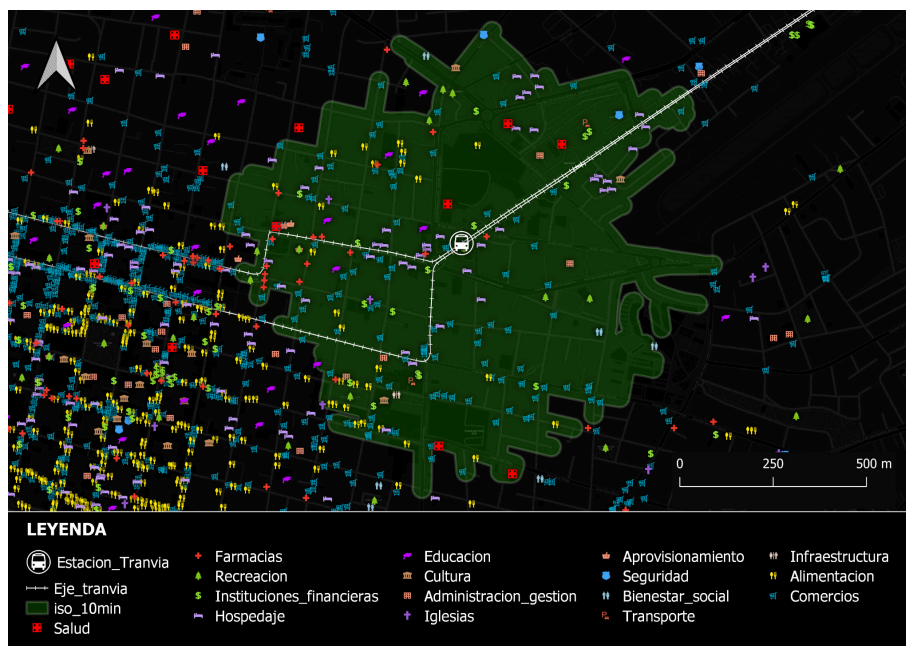 0 250 500 m
LEYENDA
Estacion_Tranvia
Eje_tranvia
iso_10min
Salud
Farmacias
Recreacion
Instituciones_financieras
Hospedaje
Educacion
Cultura
Administracion_gestion
Iglesias
Aprovisionamiento
Seguridad
Bienestar_social
Transporte
Infraestructura
Alimentacion
Comercios